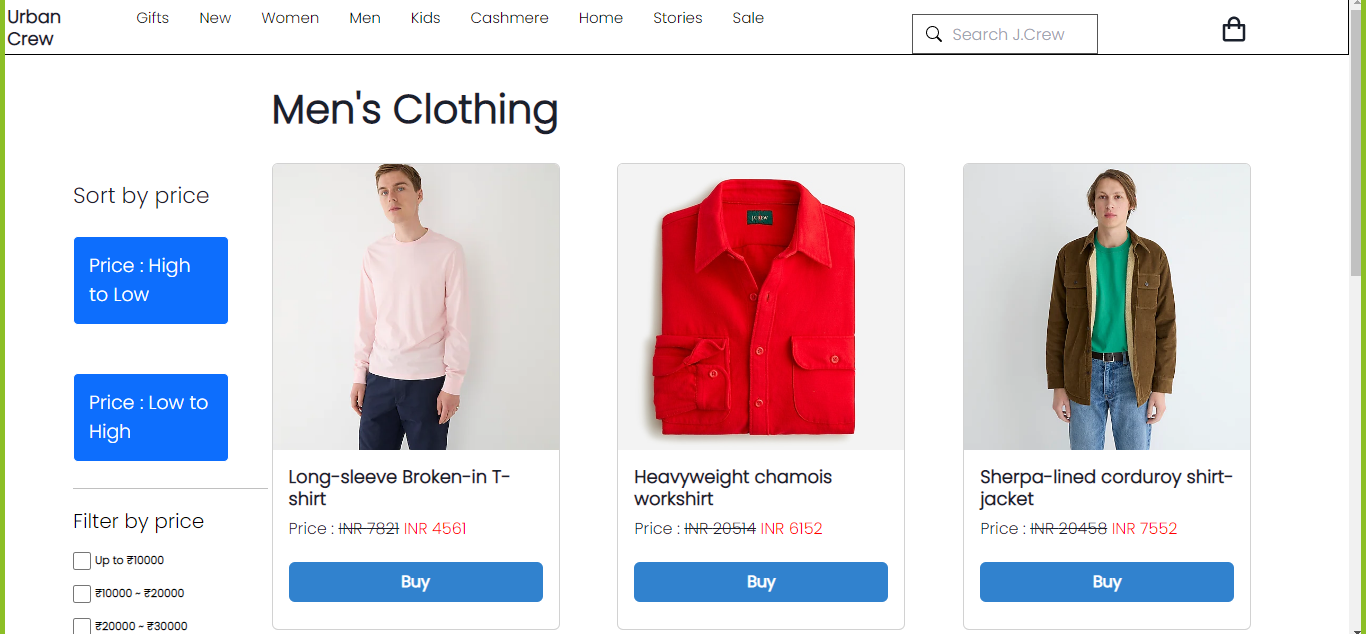 Urban
Crew
Gifts New Women Men Kids Cashmere Home Stories Sale
Search J.Crew
Men's Clothing
Sort by price
Price : High
to Low
Price : Low to
High
Filter by price
Up to ₹10000
₹10000 ~ ₹20000
₹20000 ~ ₹30000
Long-sleeve Broken-in T-
shirt
Price : INR 7821 INR 4561
Buy
J.CREW
Heavyweight chamois
workshirt
Price : INR 20514 INR 6152
Buy
Sherpa-lined corduroy shirt-
jacket
Price : INR 20458 INR 7552
Buy